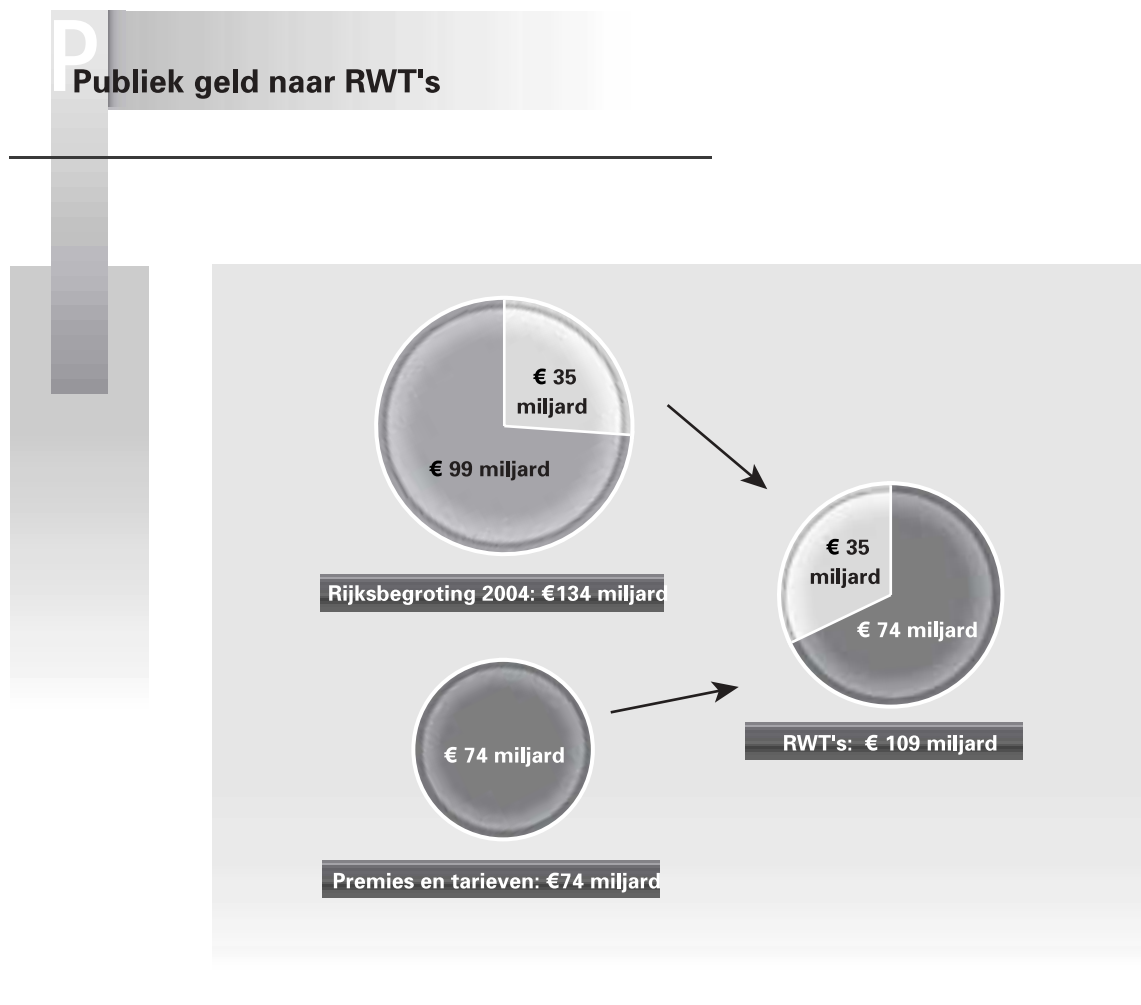 P
Publiek geld naar RWT's
€ 35
miljard
€ 99 miljard
Rijksbegroting 2004: €134 miljard
€ 35
miljard
€ 74 miljard
RWT's: € 109 miljard
€ 74 miljard
Premies en tarieven: €74 miljard